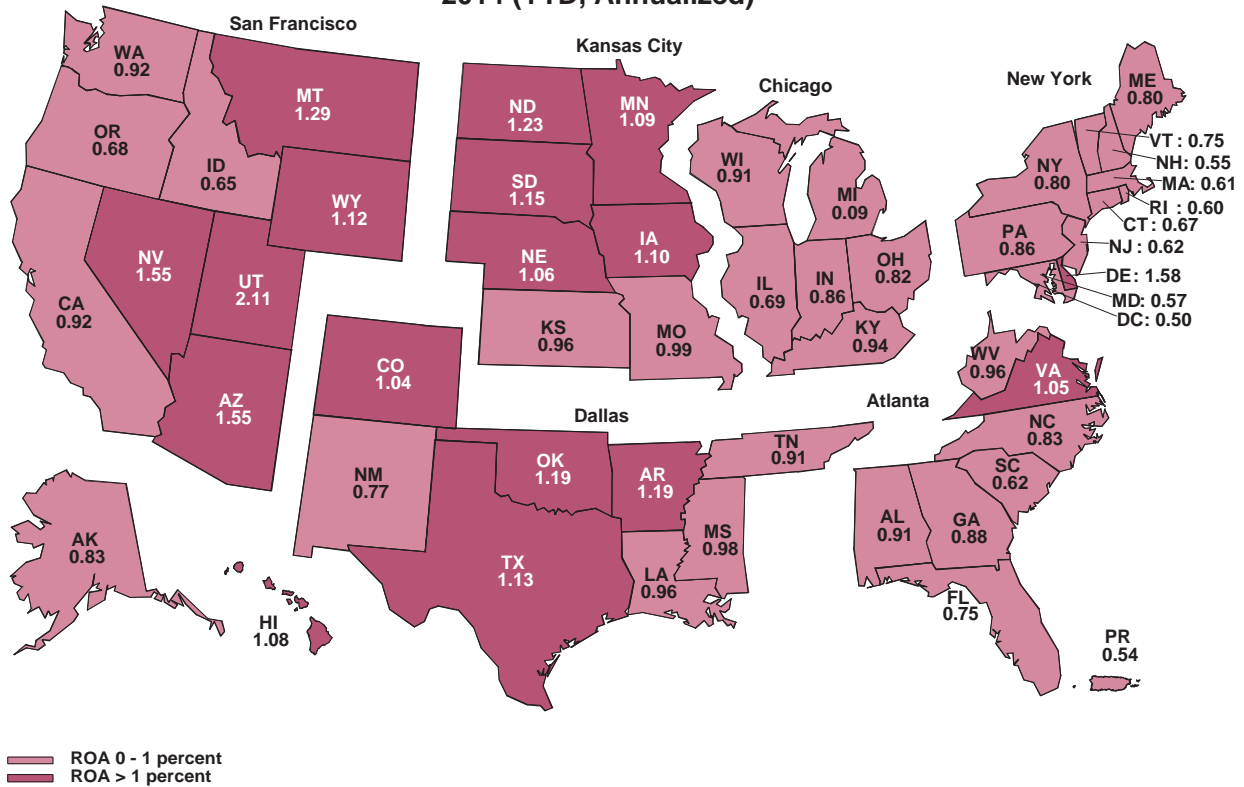 2014 (YTD, Annualized)
San Francisco
Kansas City
Chicago
New York
WA
0.92
MT
1.29
OR
0.68
ID
0.65
WY
1.12
NV
1.55
UT
2.11
CA
0.92
AZ
1.55
AK
0.83
HI
1.08
ND
1.23
MN
1.09
SD
1.15
NE
1.06
IA
1.10
KS
0.96
MO
0.99
WI
0.91
MI
0.09
IL
0.69
IN
0.86
OH
0.82
KY
0.94
ME
0.80
NY
0.80
PA
0.86
VT : 0.75
NH: 0.55
MA: 0.61
RI : 0.60
CT : 0.67
NJ : 0.62
DE: 1.58
MD: 0.57
DC: 0.50
Dallas
Atlanta
CO
1.04
NM
0.77
OK
1.19
AR
1.19
TX
1.13
TN
0.91
MS
0.98
LA
0.96
WV
0.96
VA
1.05
NC
0.83
SC
0.62
AL
0.91
GA
0.88
FL
0.75
PR
0.54
ROA 0 - 1 percent
ROA > 1 percent